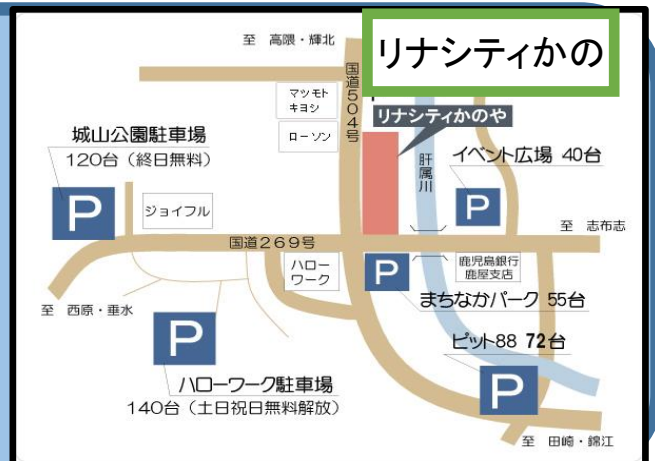 リナシティかの
至 高隈・輝北
国道504号
マツモト
キヨシ
ローソン
リナシティかのや
城山公園駐車場
120台（終日無料）
P
ジョイフル
肝属川
イベント広場 40台
P
至 志布志
国道269号
ハロー
ワーク
P
鹿児島銀行
鹿屋支店
まちなかパーク 55台
至 西原・垂水
P
ハローワーク駐車場
140台（土日祝日無料解放）
ピット88 72台
P
至 田崎・錦江